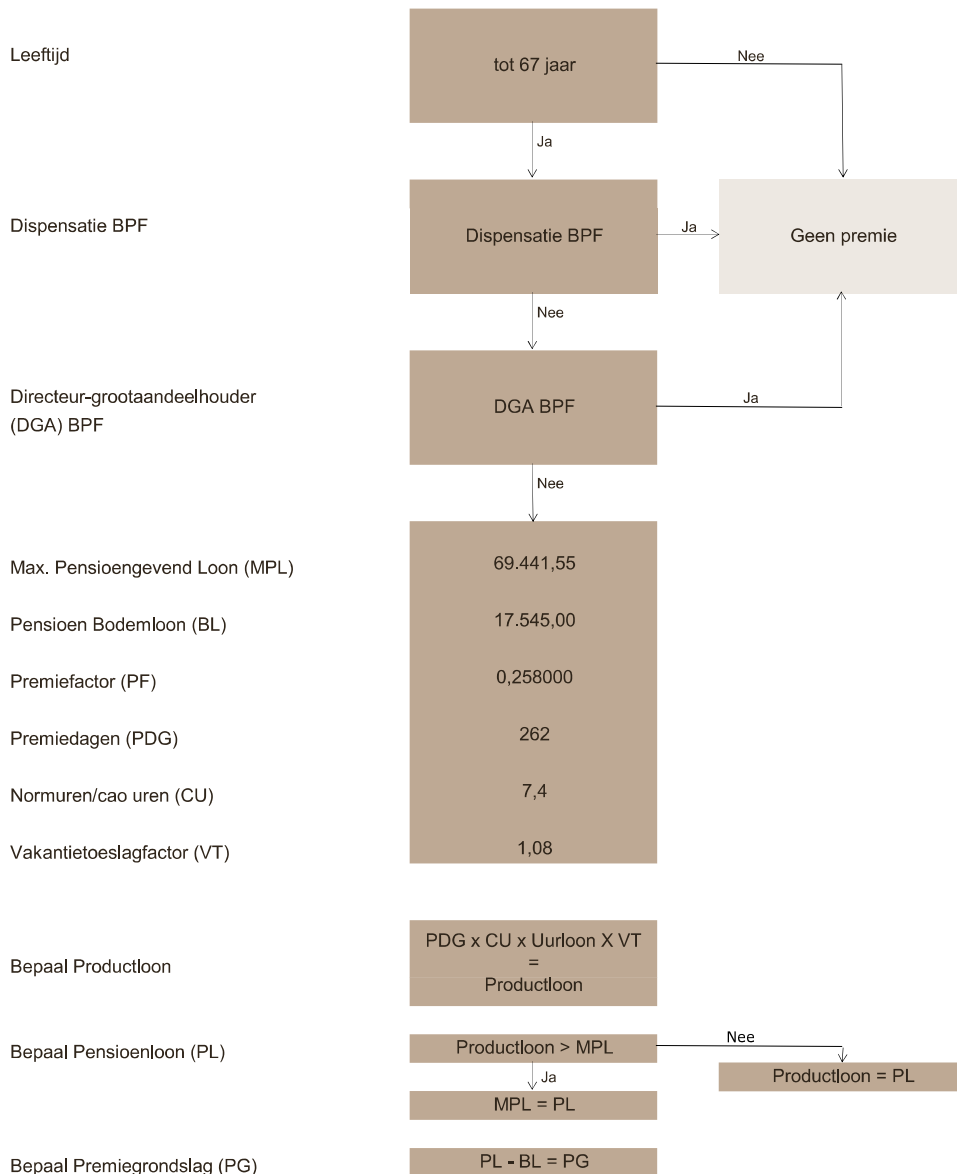 Leeftijd
tot 67 jaar
Nee
Ja
Dispensatie BPF
Dispensatie BPF
Ja
Geen premie
Nee
Directeur-grootaandeelhouder
(DGA) BPF
DGA BPF
Ja
Nee
Max. Pensioengevend Loon (MPL)
69.441,55
Pensioen Bodemloon (BL)
17.545,00
Premiefactor (PF)
0,258000
Premiedagen (PDG)
262
Normuren/cao uren (CU)
7,4
Vakantietoeslagfactor (VT)
1,08
Bepaal Productloon
PDG x CU x Uurloon X VT
=
Productloon
Bepaal Pensioenloon (PL)
Productloon > MPL
Nee
Productloon = PL
Ja
MPL = PL
Bepaal Premiegrondslag (PG)
PL - BL = PG